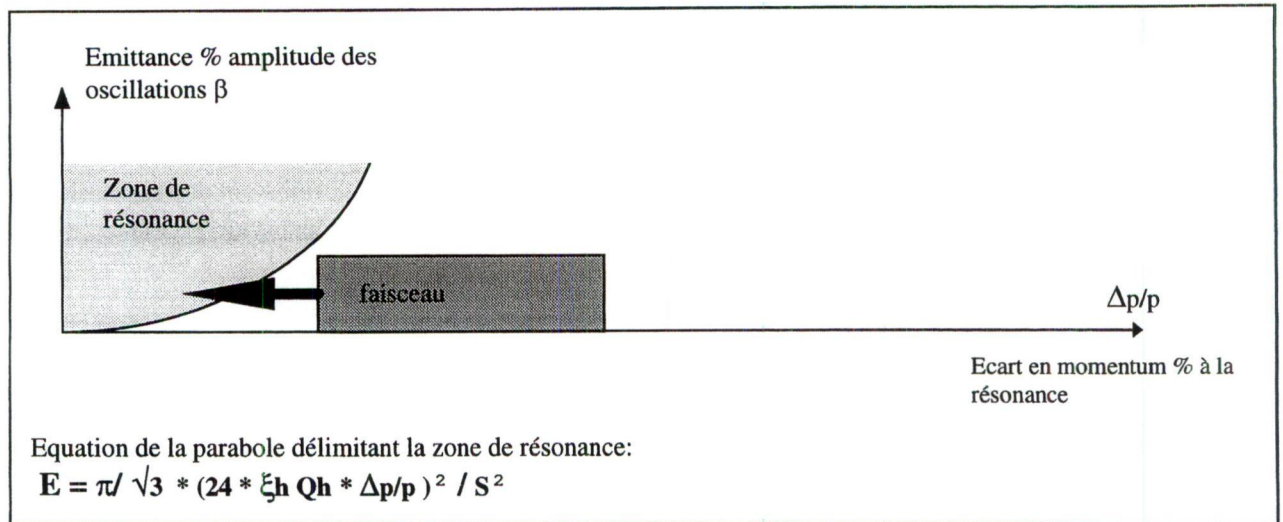 Emittance % amplitude des
oscillations β
Zone de
résonance
faisceau
Δp/p
Ecart en momentum % à la
résonance
Equation de la parabole délimitant la zone de résonance:
E = π/ √3 * (24 * ξh Qh * Δp/p )² / S²